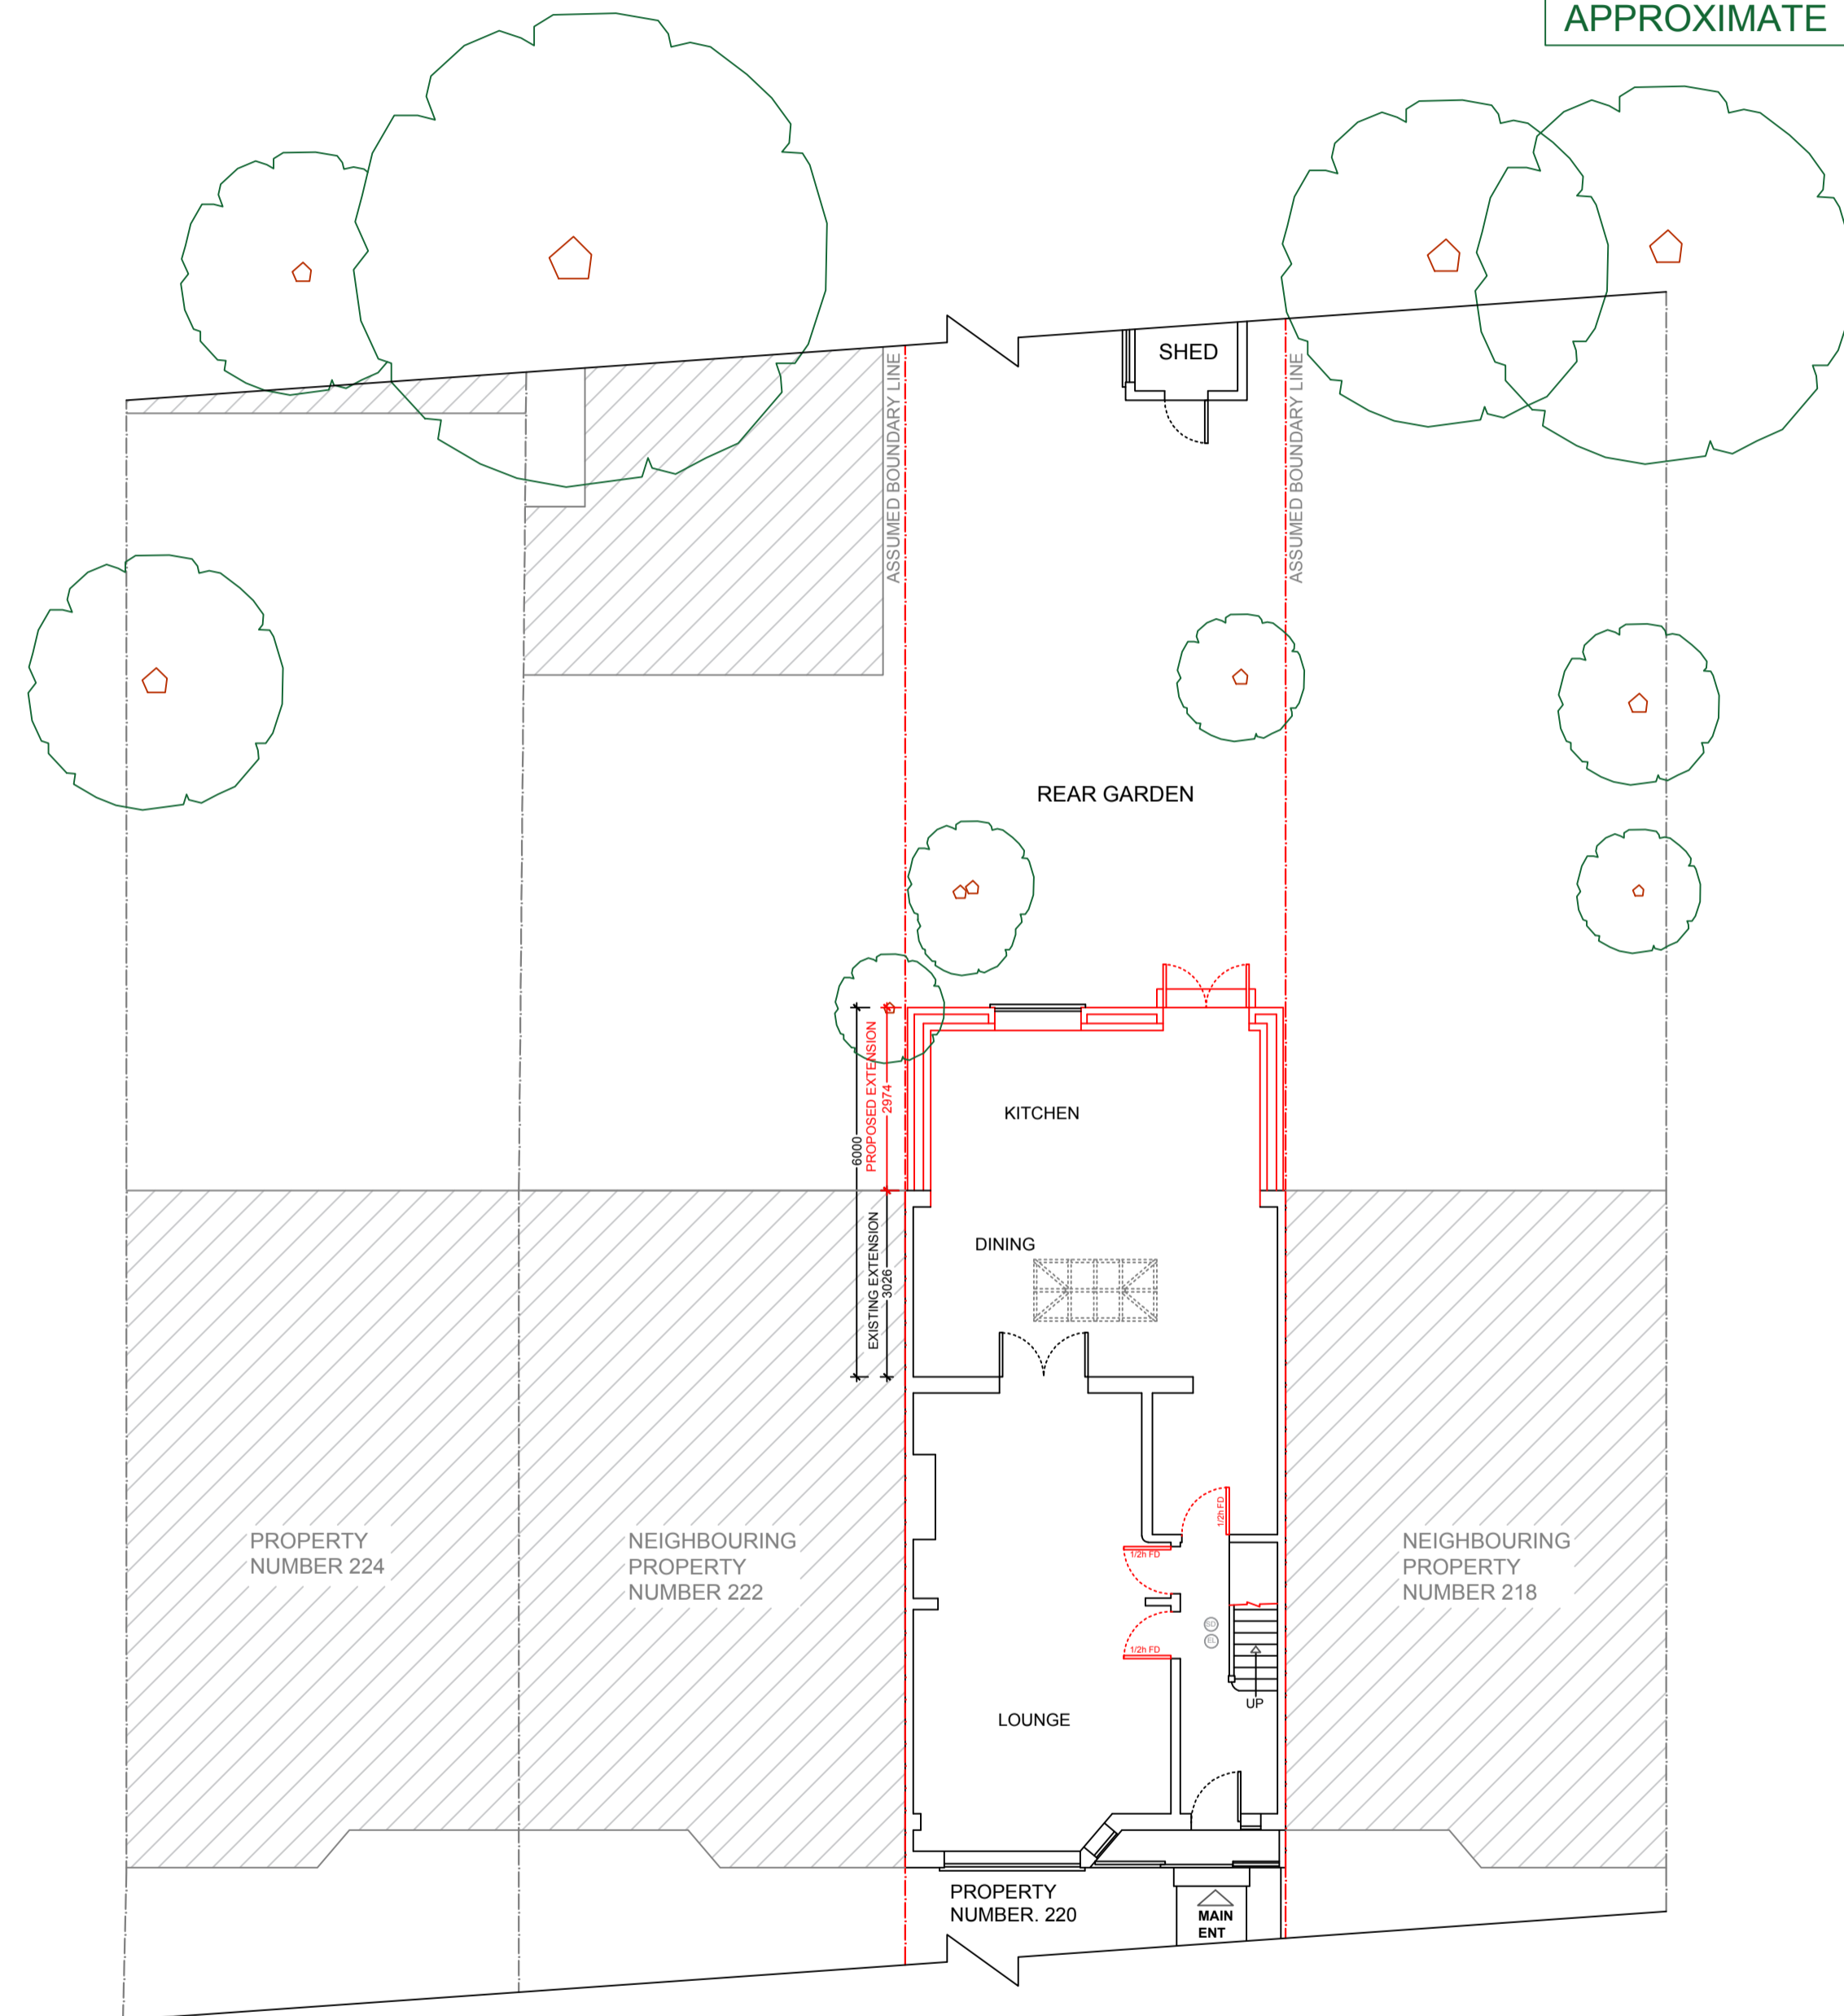 APPROXIMATE
SHED
ASSUMED BOUNDARY LINE
ASSUMED BOUNDARY LINE
REAR GARDEN
PROPOSED EXTENSION
2974
6000
KITCHEN
DINING
EXISTING EXTENSION
3026
1/2h FD
1/2h FD
1/2h FD
PROPERTY
NUMBER 224
NEIGHBOURING
PROPERTY
NUMBER 222
NEIGHBOURING
PROPERTY
NUMBER 218
SD
EL
UP
LOUNGE
PROPERTY
NUMBER. 220
MAIN
ENT